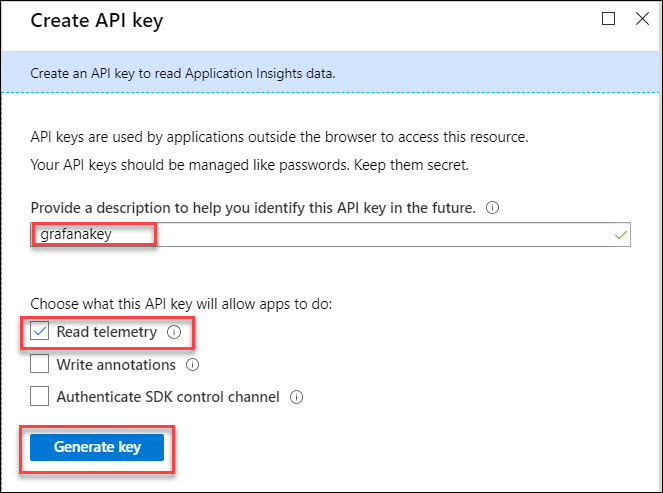 Create API key
Create an API key to read Application Insights data.
API keys are used by applications outside the browser to access this resource.
Your API keys should be managed like passwords. Keep them secret.
Provide a description to help you identify this API key in the future.
grafanakey
Choose what this API key will allow apps to do:
Read telemetry
Write annotations
Authenticate SDK control channel
Generate key